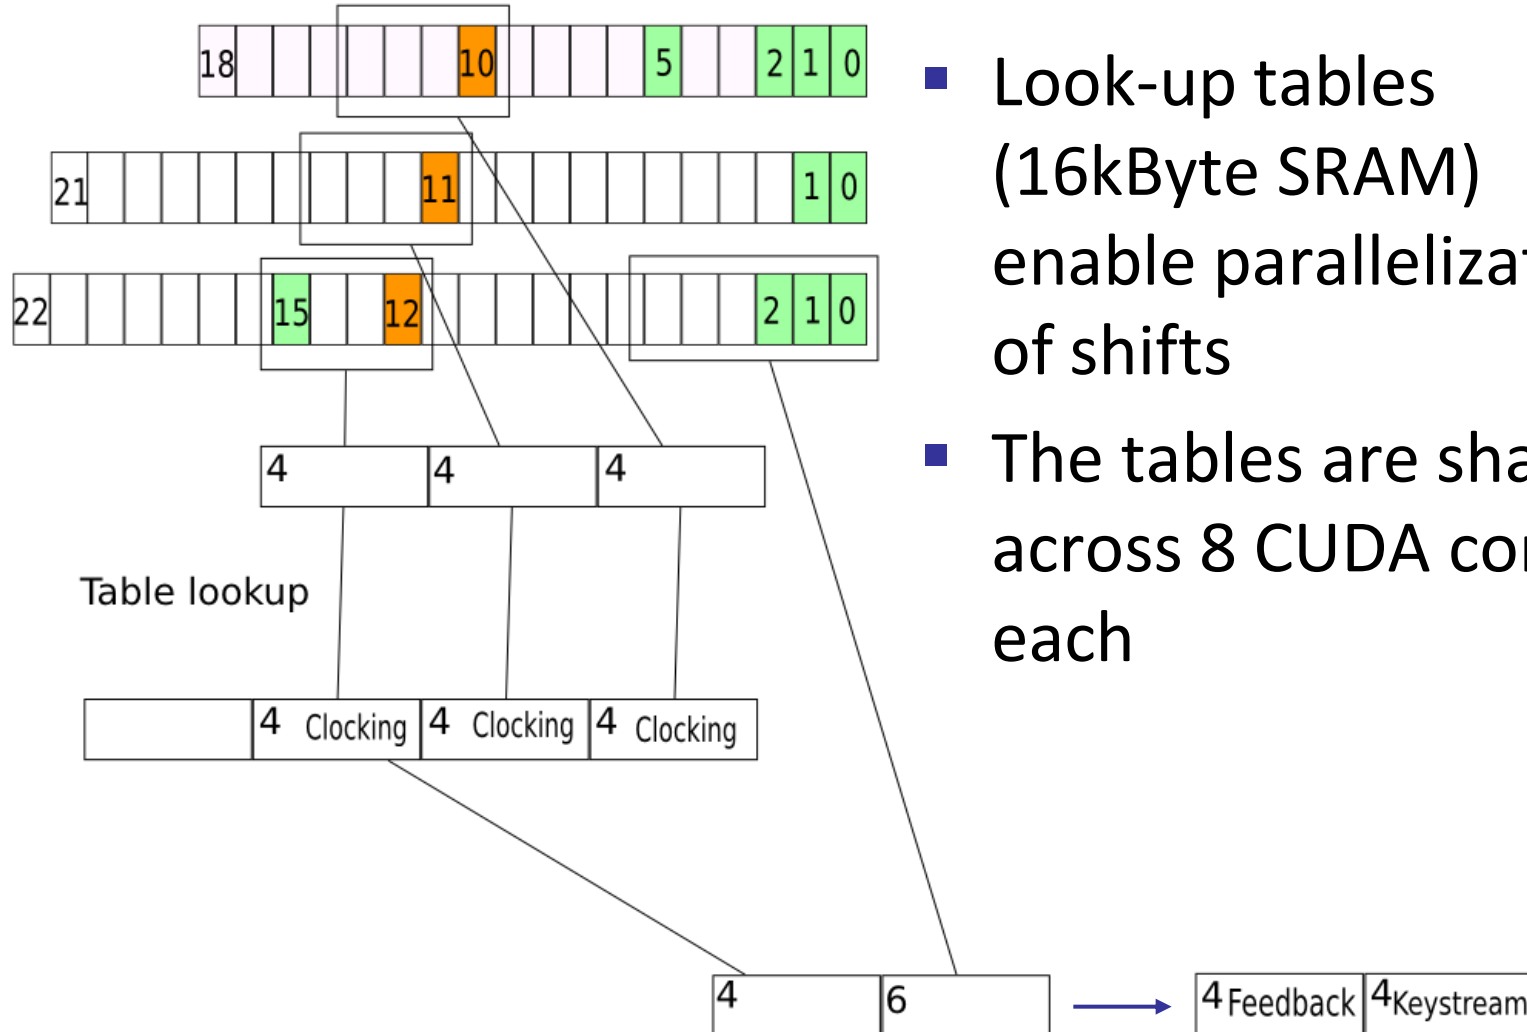 18 10 5 2 1 0
21 11 1 0
22 15 12 2 1 0
4 4 4
Table lookup
4 Clocking 4 Clocking 4 Clocking
4 6 4 Feedback 4 Keystream
Look-up tables
(16kByte SRAM)
enable parallelizat
of shifts
The tables are sha
across 8 CUDA cor
each